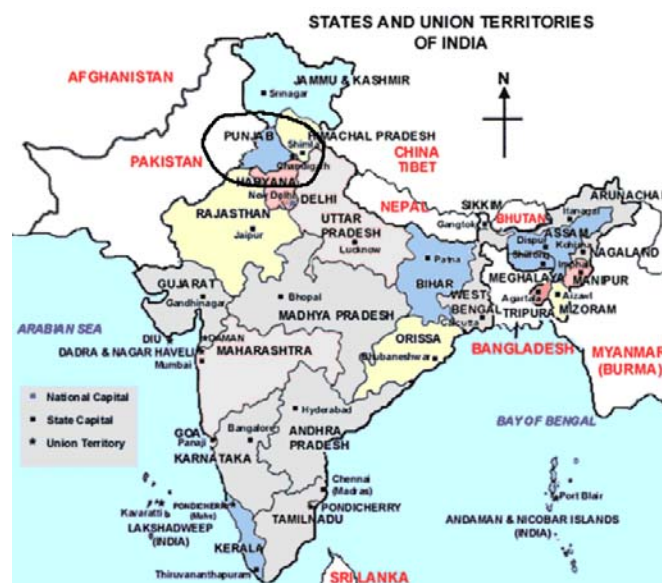 STATES AND UNION TERRITORIES
OF INDIA
N
AFGHANISTAN
JAMMU & KASHMIR
Srinagar
PUNJAB
HIMACHAL PRADESH
Shimla
Chandigarh
PAKISTAN
CHINA
TIBET
HARYANA
New Delhi
DELHI
NEPAL
SIKKIM
BHUTAN
ARUNACHAL
Itanagar
RAJASTHAN
Jaipur
UTTAR
PRADESH
Lucknow
Gangtok
ASSAM
Dispur
Kohima
NAGALAND
Shillong
Imphal
Patna
BIHAR
MEGHALAYA
MANIPUR
GUJARAT
Gandhinagar
Bhopal
MADHYA PRADESH
WEST
BENGAL
Calcutta
Agartala
TRIPURA
Aizawl
MIZORAM
ARABIAN SEA
DIU
DAMAN
DADRA & NAGAR HAVELI
MAHARASHTRA
Mumbai
ORISSA
Bhubaneshwar
BANGLADESH
MYANMAR
(BURMA)
National Capital
State Capital
Union Territory
Hyderabad
ANDHRA
PRADESH
BAY OF BENGAL
GOA
Panaji
KARNATAKA
Bangalore
Chennai
(Madras)
Kavaratti
LAKSHADWEEP
(INDIA)
PONDICHERRY
(Mahe)
PONDICHERRY
TAMILNADU
Port Blair
ANDAMAN & NICOBAR ISLANDS
(INDIA)
KERALA
Thiruvananthapuram
SRI LANKA